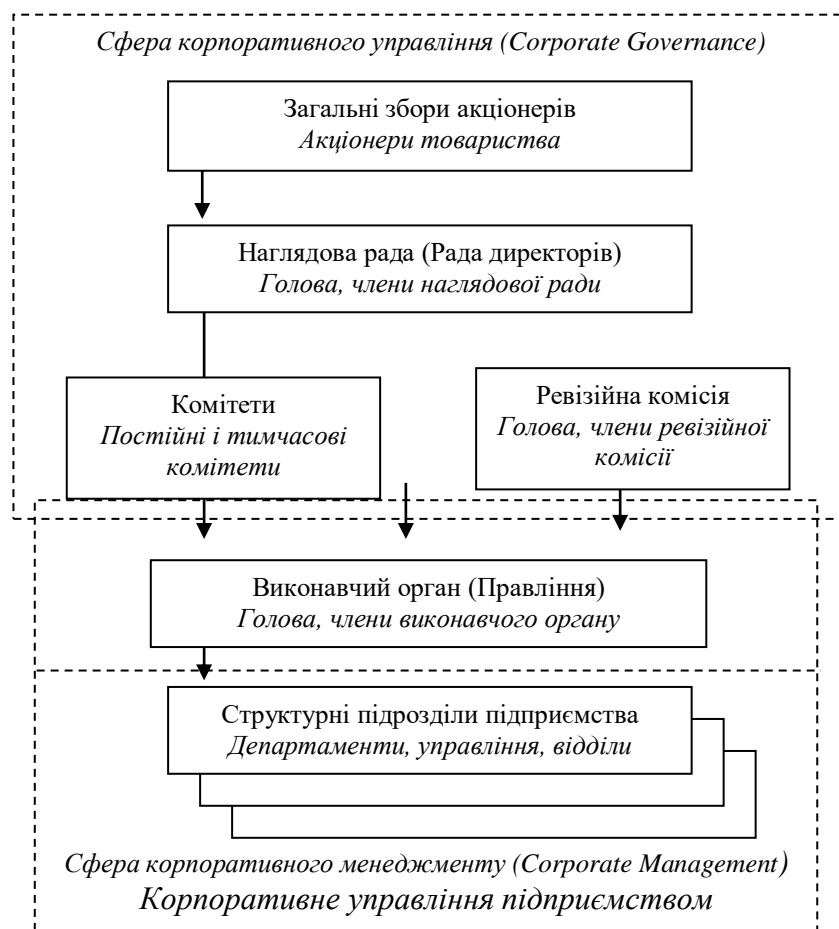 Сфера корпоративного управління (Corporate Governance)
Загальні збори акціонерів
Акціонери товариства
Наглядова рада (Рада директорів)
Голова, члени наглядової ради
Комітети
Постійні і тимчасові
комітети
Ревізійна комісія
Голова, члени ревізійної
комісії
Виконавчий орган (Правління)
Голова, члени виконавчого органу
Структурні підрозділи підприємства
Департаменти, управління, відділи
Сфера корпоративного менеджменту (Corporate Management)
Корпоративне управління підприємством